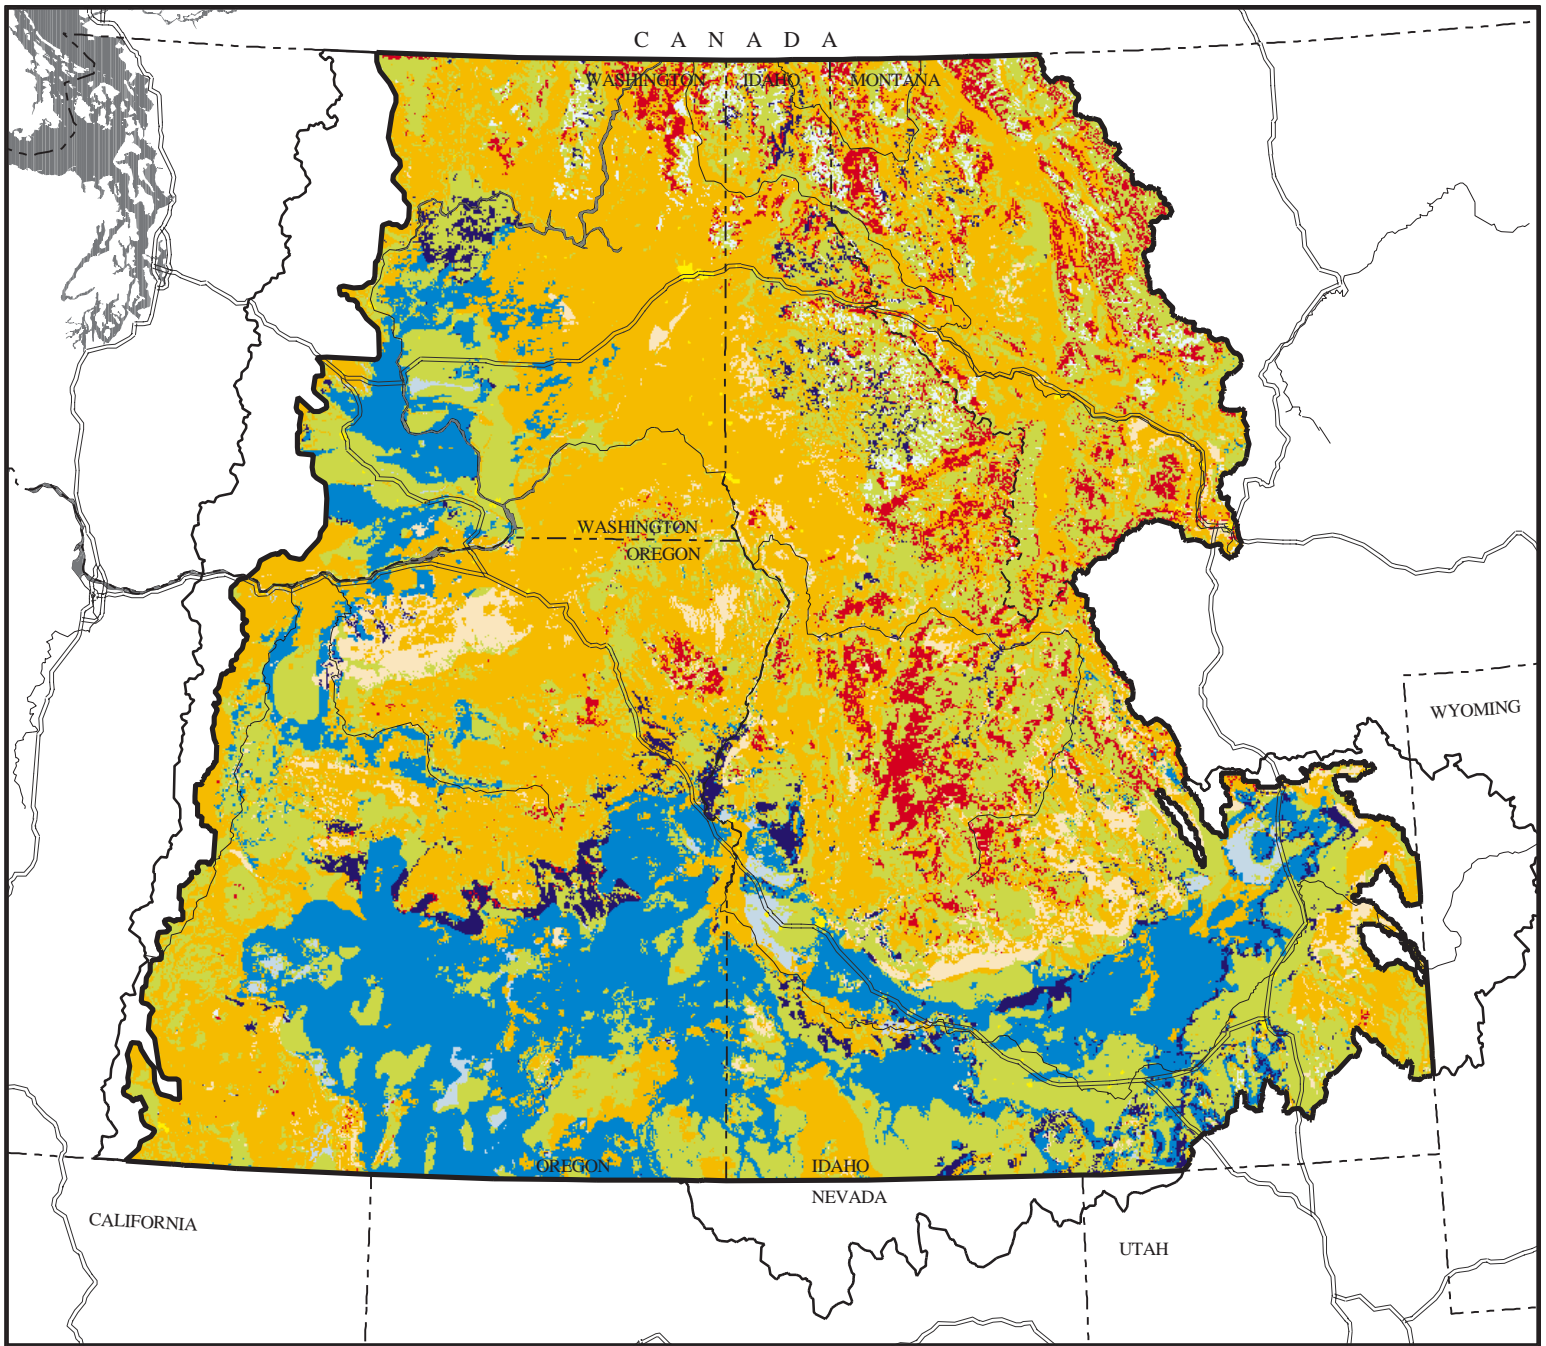 C A N A D A
WASHINGTON IDAHO MONTANA
WASHINGTON
OREGON
WYOMING
OREGON IDAHO
NEVADA
CALIFORNIA
UTAH